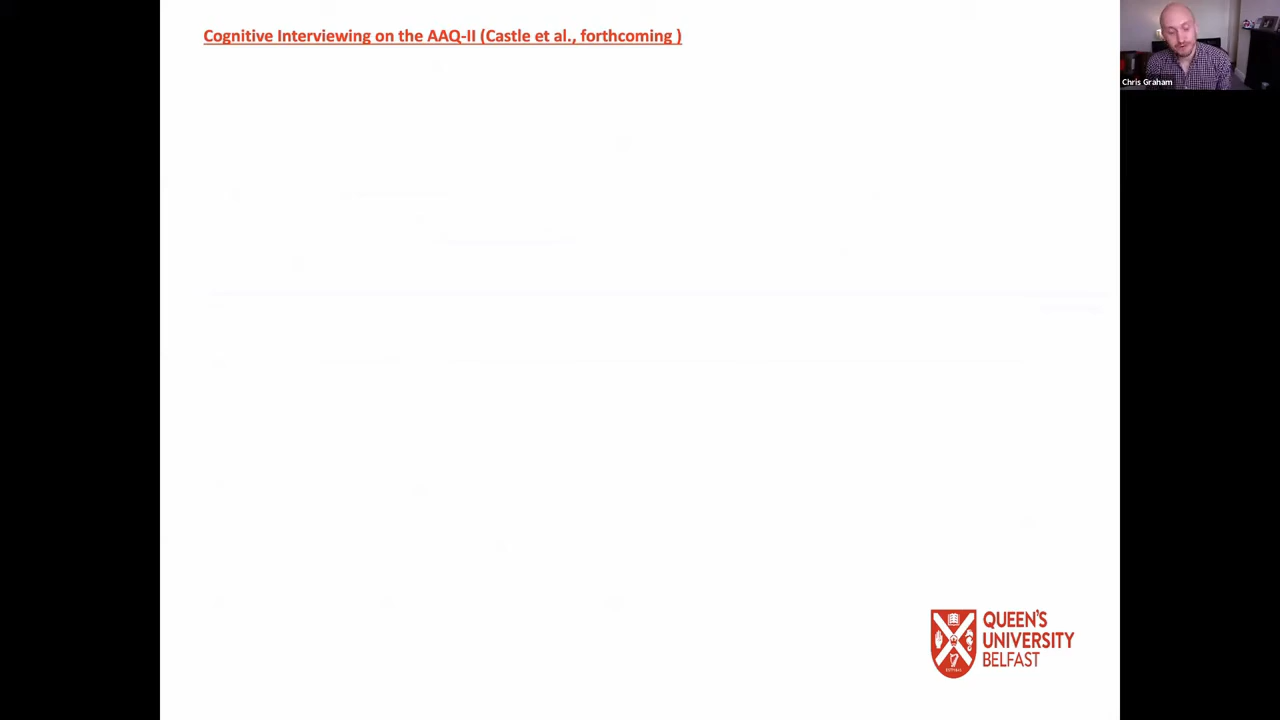 Cognitive Interviewing on the AAQ-II (Castle et al., forthcoming )
Chris Graham
QUEEN'S
UNIVERSITY
BELFAST